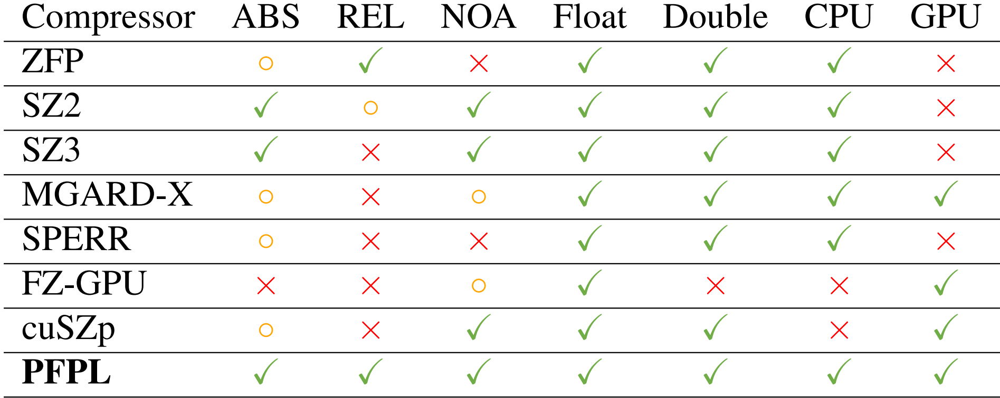 Compressor ABS REL NOA Float Double CPU GPU
ZFP ○ ✓ × ✓ ✓ ✓ ×
SZ2 ✓ ○ ✓ ✓ ✓ ✓ ×
SZ3 ✓ × ✓ ✓ ✓ ✓ ×
MGARD-X ○ × ○ ✓ ✓ ✓ ✓
SPERR ○ × × ✓ ✓ ✓ ×
FZ-GPU × × ○ ✓ × × ✓
cuSZp ○ × ✓ ✓ ✓ × ✓
PFPL ✓ ✓ ✓ ✓ ✓ ✓ ✓